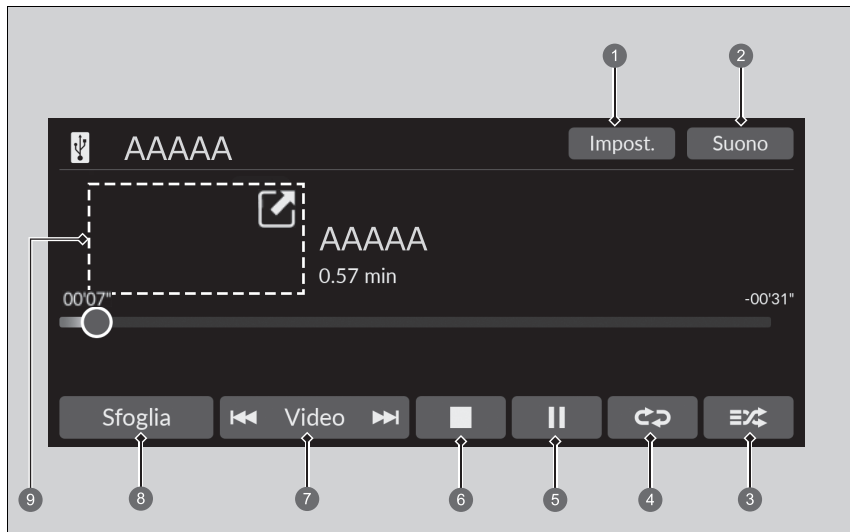 1
2
AAAAA
Impost.
Suono
AAAAA
0.57 min
00'07"
-00'31"
Sfoglia
Video
9
8
7
6
5
4
3